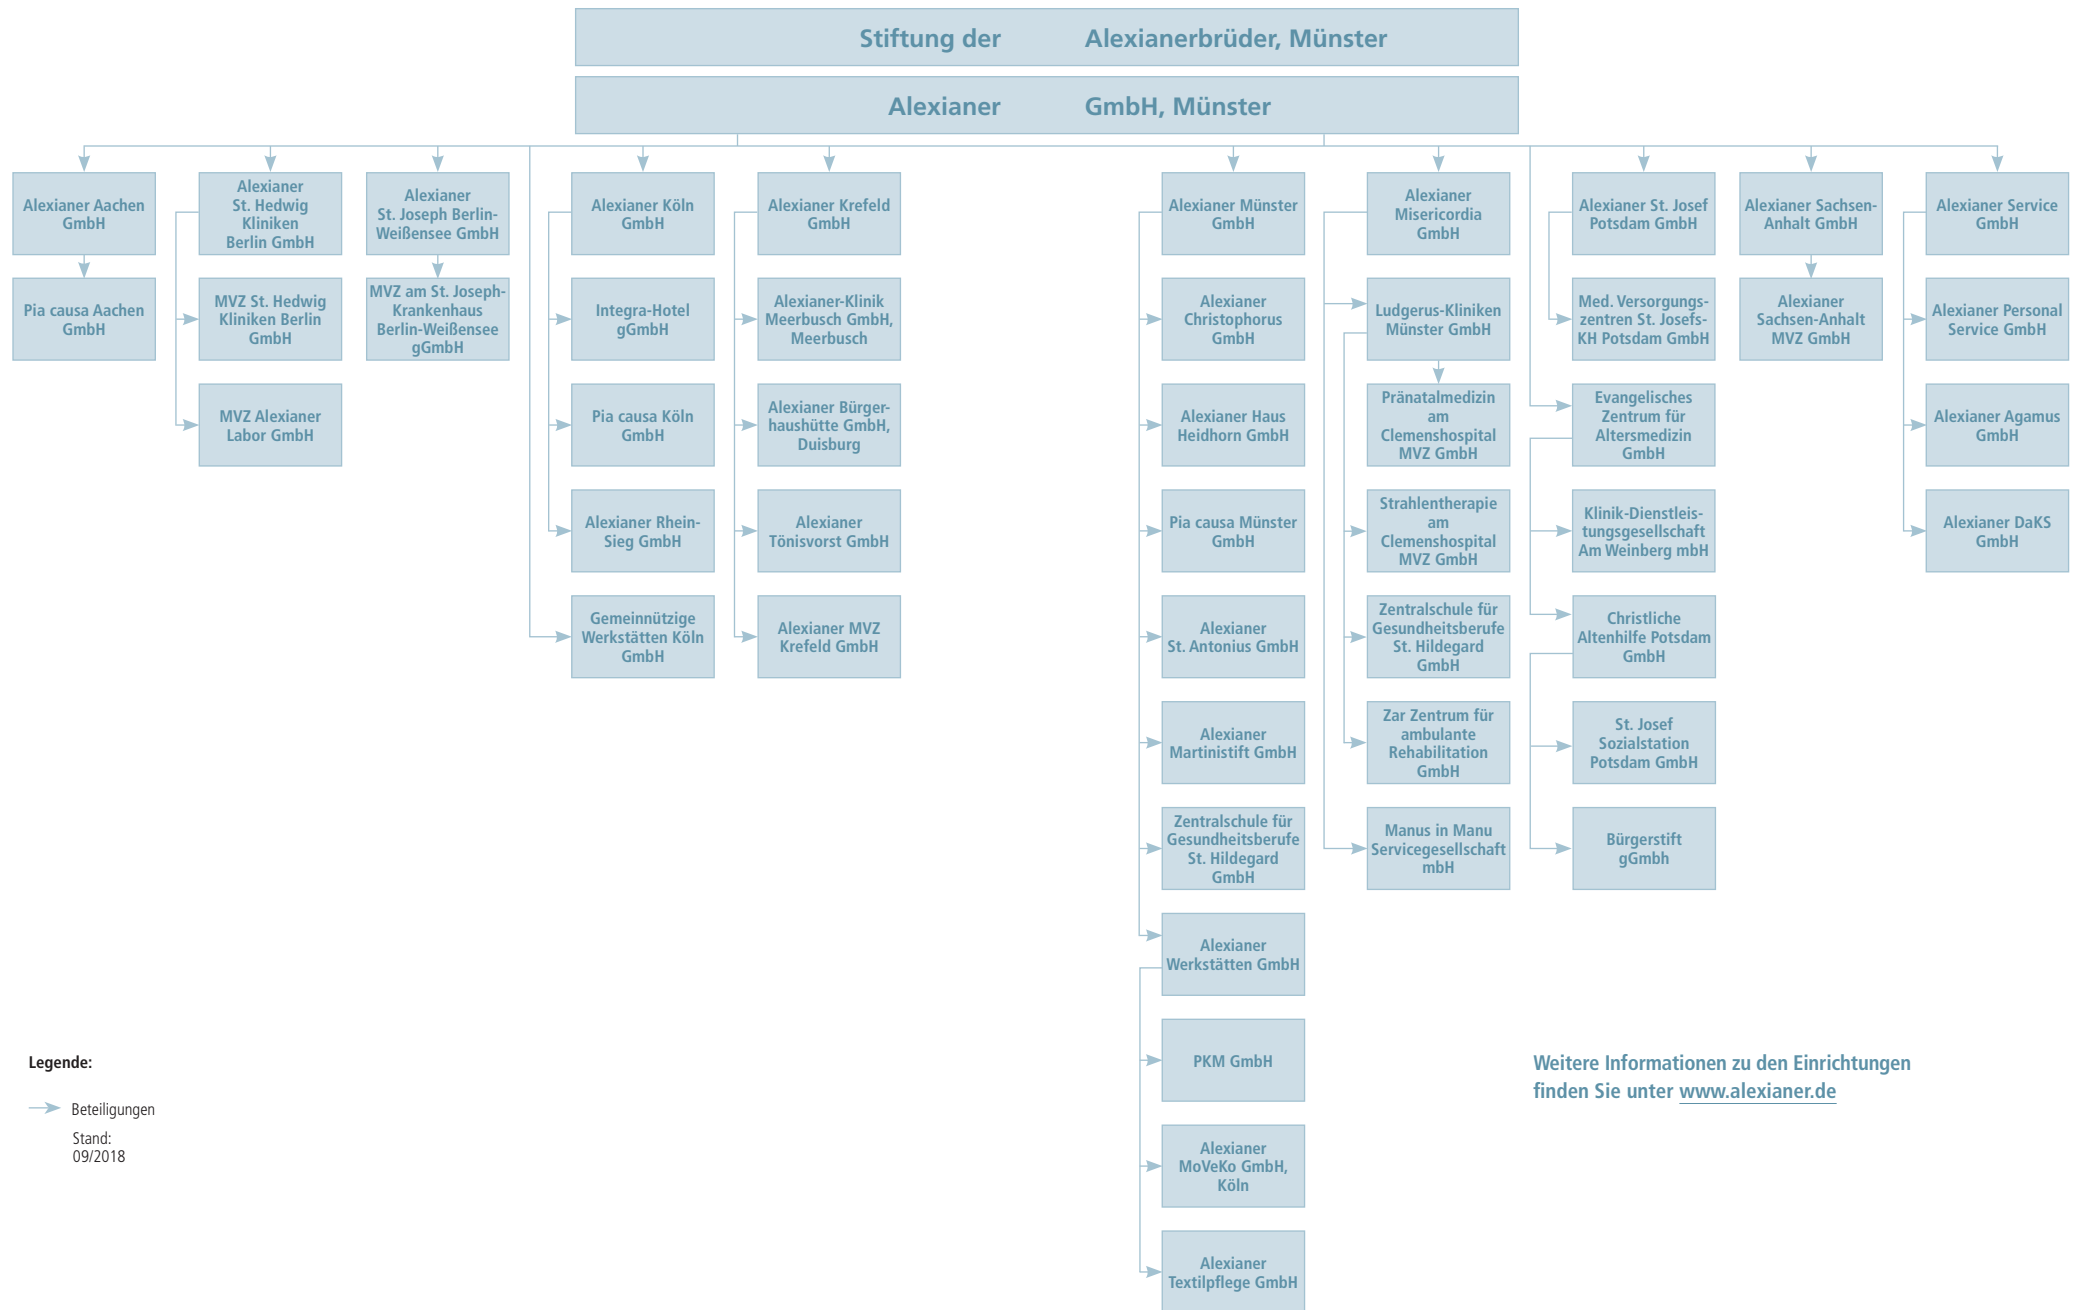 Stiftung der Alexianerbrüder, Münster
Alexianer GmbH, Münster
Alexianer Aachen
GmbH
Pia causa Aachen
GmbH
Alexianer
St. Hedwig
Kliniken
Berlin GmbH
MVZ St. Hedwig
Kliniken Berlin
GmbH
MVZ Alexianer
Labor GmbH
Alexianer
St. Joseph Berlin-
Weißensee GmbH
MVZ am St. Joseph-
Krankenhaus
Berlin-Weißensee
gGmbH
Alexianer Köln
GmbH
Integra-Hotel
gGmbH
Pia causa Köln
GmbH
Alexianer Rhein-
Sieg GmbH
Gemeinnützige
Werkstätten Köln
GmbH
Alexianer Krefeld
GmbH
Alexianer-Klinik
Meerbusch GmbH,
Meerbusch
Alexianer Bürger-
haushütte GmbH,
Duisburg
Alexianer
Tönisvorst GmbH
Alexianer MVZ
Krefeld GmbH
Alexianer Münster
GmbH
Alexianer
Christophorus
GmbH
Alexianer Haus
Heidhorn GmbH
Pia causa Münster
GmbH
Alexianer
St. Antonius GmbH
Alexianer
Martinistift GmbH
Zentralschule für
Gesundheitsberufe
St. Hildegard
GmbH
Alexianer
Werkstätten GmbH
PKM GmbH
Alexianer
MoVeKo GmbH,
Köln
Alexianer
Textilpflege GmbH
Alexianer
Misericordia
GmbH
Ludgerus-Kliniken
Münster GmbH
Pränatalmedizin
am
Clemenshospital
MVZ GmbH
Strahlentherapie
am
Clemenshospital
MVZ GmbH
Zentralschule für
Gesundheitsberufe
St. Hildegard
GmbH
Zar Zentrum für
ambulante
Rehabilitation
GmbH
Manus in Manu
Servicegesellschaft
mbH
Alexianer St. Josef
Potsdam GmbH
Med. Versorgungs-
zentren St. Josefs-
KH Potsdam GmbH
Evangelisches
Zentrum für
Altersmedizin
GmbH
Klinik-Dienstleis-
tungsgesellschaft
Am Weinberg mbH
Christliche
Altenhilfe Potsdam
GmbH
St. Josef
Sozialstation
Potsdam GmbH
Bürgerstift
gGmbh
Alexianer Sachsen-
Anhalt GmbH
Alexianer
Sachsen-Anhalt
MVZ GmbH
Alexianer Service
GmbH
Alexianer Personal
Service GmbH
Alexianer Agamus
GmbH
Alexianer DaKS
GmbH
Legende:
Beteiligungen
Stand:
09/2018
Weitere Informationen zu den Einrichtungen
finden Sie unter www.alexianer.de